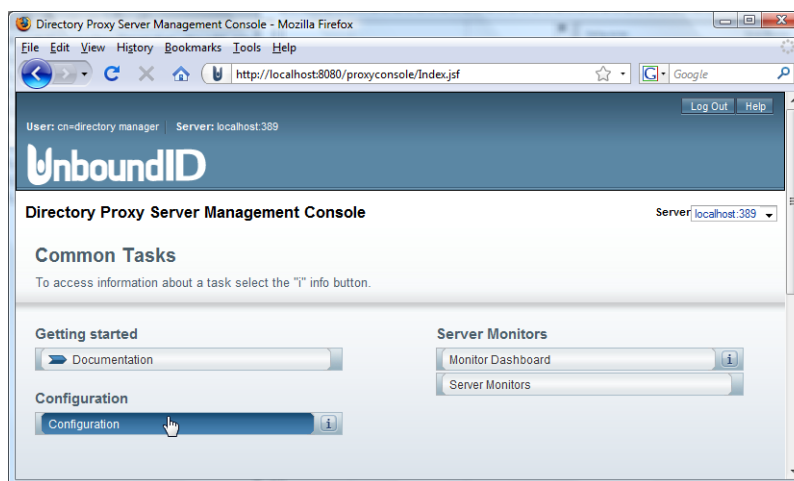 Directory Proxy Server Management Console - Mozilla Firefox
File Edit View History Bookmarks Tools Help
http://localhost:8080/proxyconsole/Index.jsf
G Google
Log Out Help
User: cn=directory manager Server: localhost:389
UnboundID
Directory Proxy Server Management Console
Server localhost:389
Common Tasks
To access information about a task select the "i" info button.
Getting started
Server Monitors
Documentation
Monitor Dashboard i
Server Monitors
Configuration
Configuration i